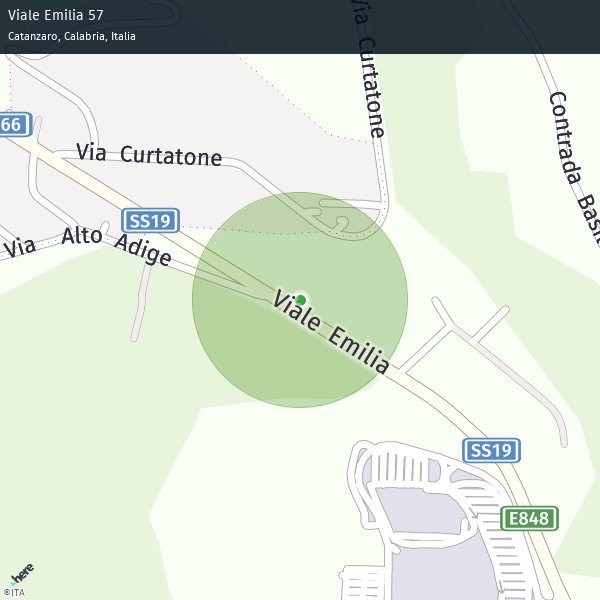 Viale Emilia 57
Catanzaro, Calabria, Italia
Via Curtatone
66
Via Curtatone
Contrada Basil
SS19
Via Alto Adige
Viale Emilia
SS19
E848
here
©ITA